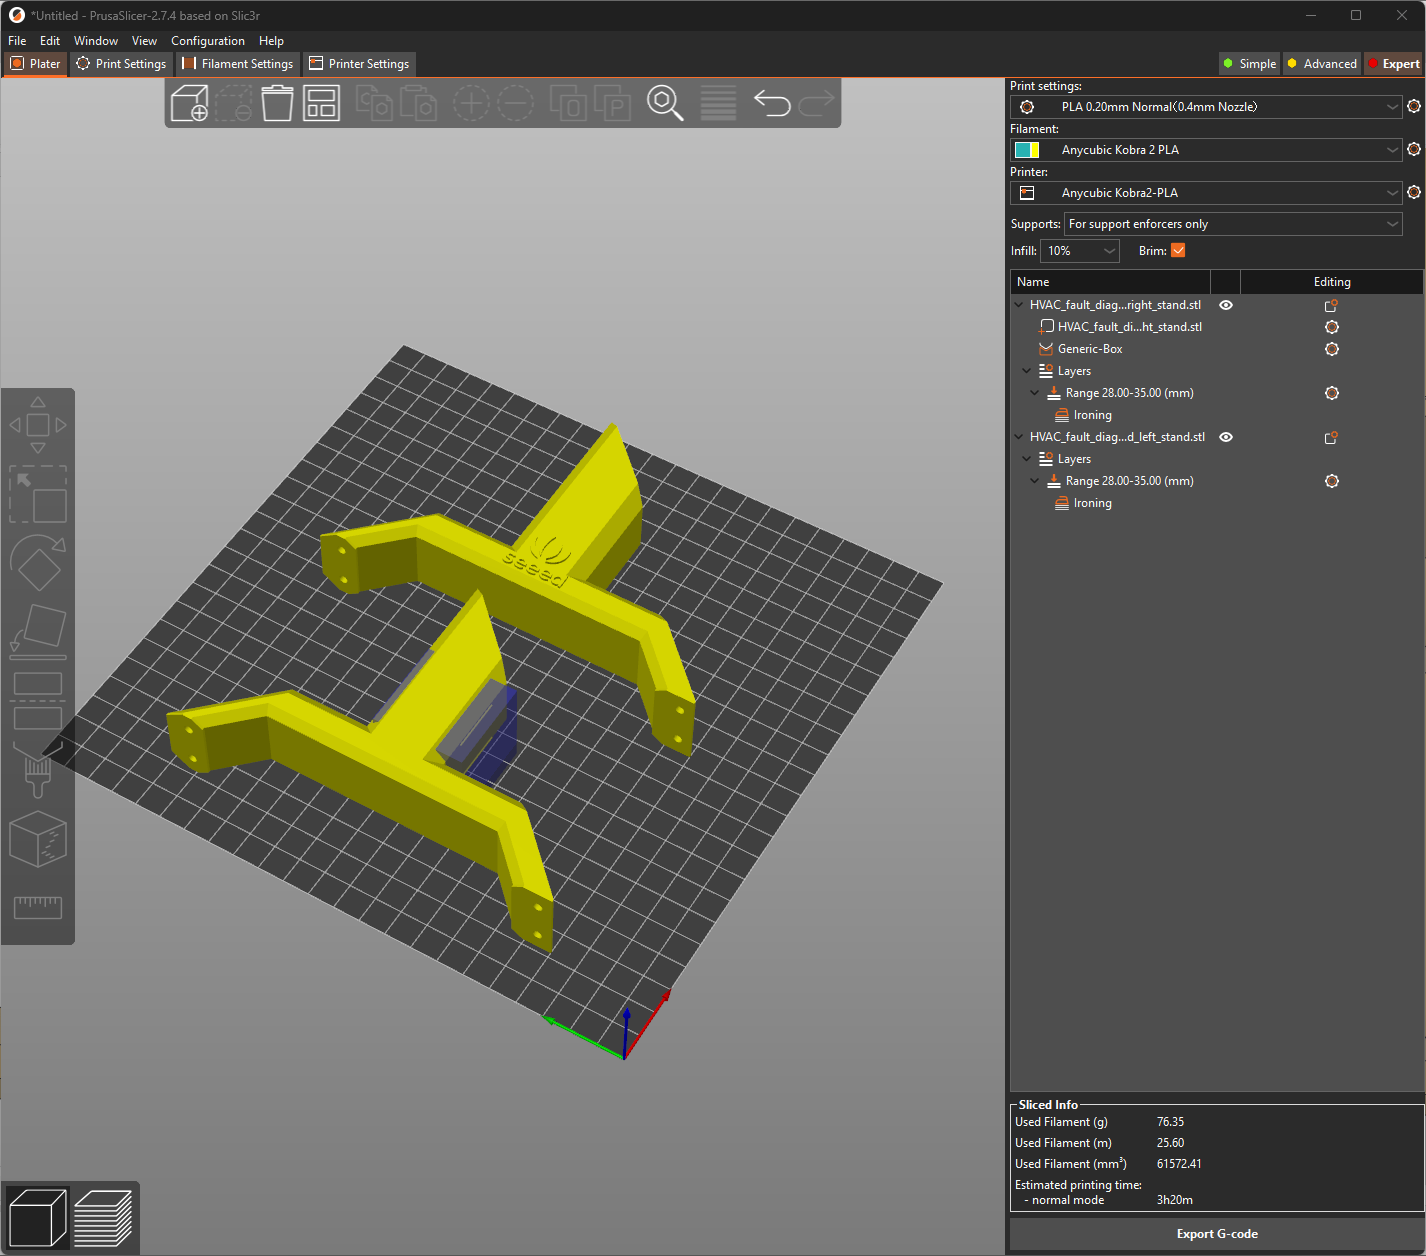 *Untitled - PrusaSlicer-2.7.4 based on Slic3r
File Edit Window View Configuration Help
Plater Print Settings Filament Settings Printer Settings Simple Advanced Expert
Print settings:
PLA 0.20mm Normal(0.4mm Nozzle)
Filament:
Anycubic Kobra 2 PLA
Printer:
Anycubic Kobra2-PLA
Supports: For support enforcers only
Infill: 10% Brim:
Name Editing
HVAC_fault_diag...right_stand.stl
HVAC_fault_di...ht_stand.stl
Generic-Box
Layers
Range 28.00-35.00 (mm)
Ironing
HVAC_fault_diag...d_left_stand.stl
Layers
Range 28.00-35.00 (mm)
Ironing
seeed
Sliced Info
Used Filament (g) 76.35
Used Filament (m) 25.60
Used Filament (mm³) 61572.41
Estimated printing time:
- normal mode 3h20m
Export G-code